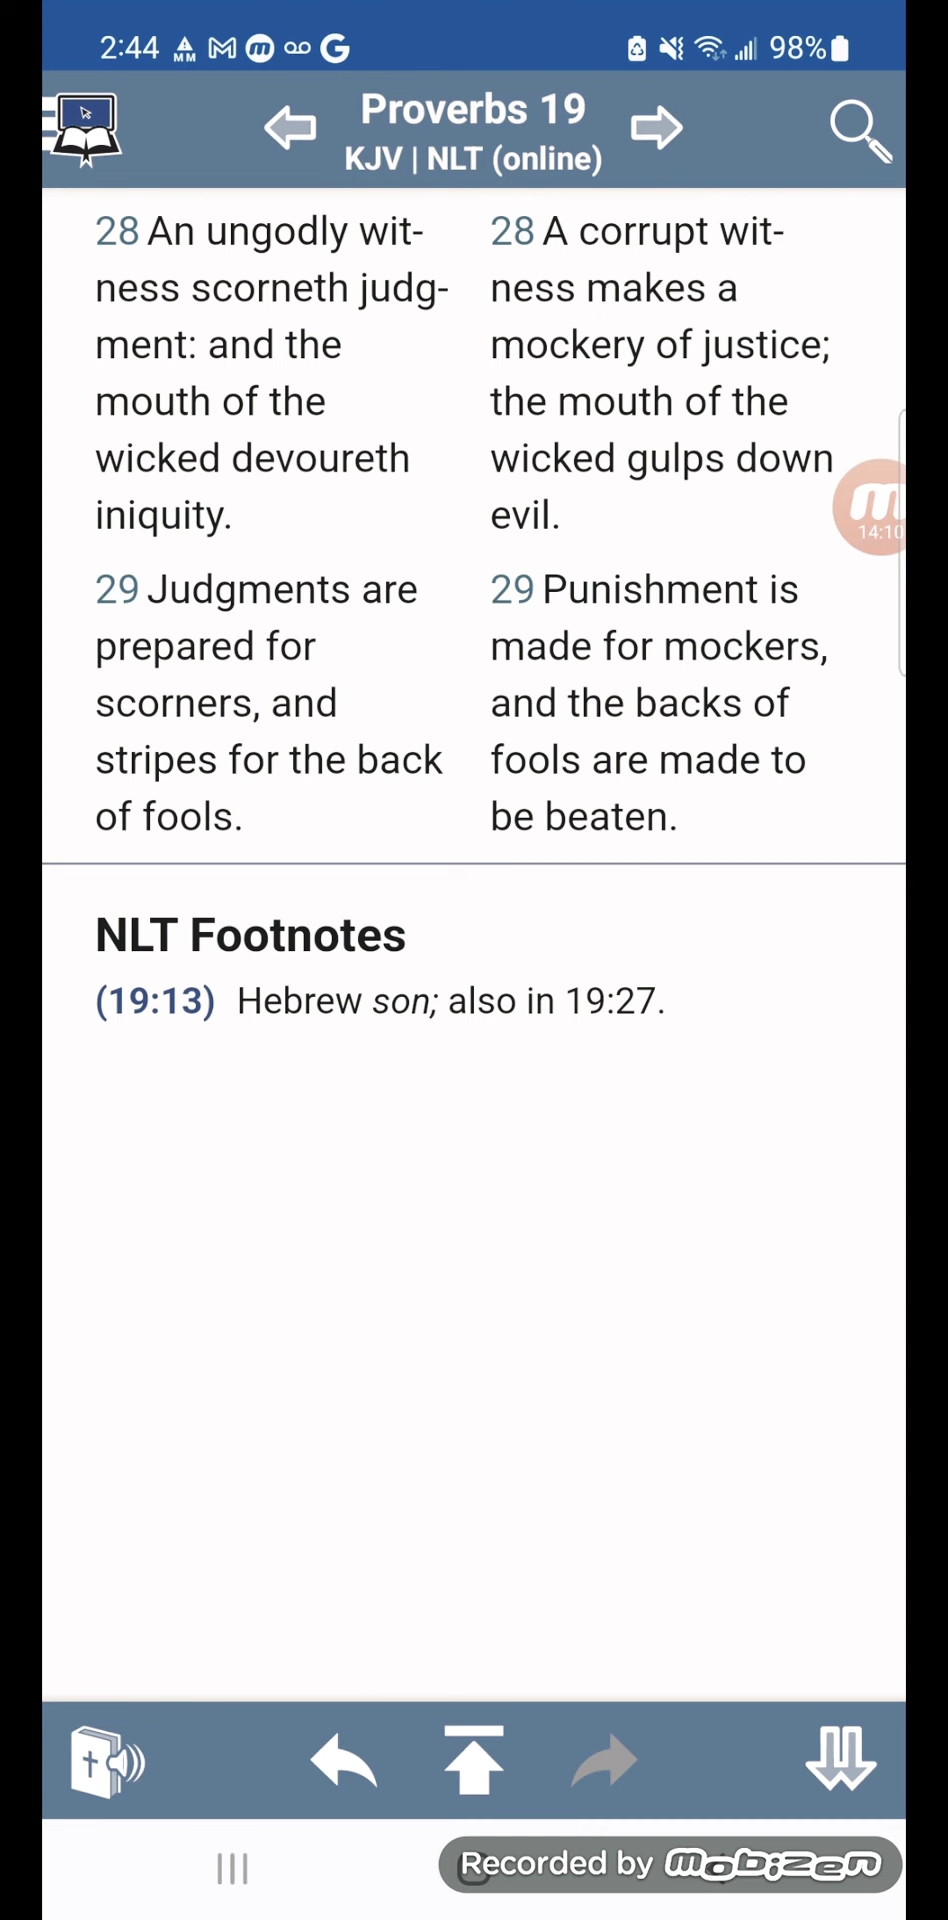 2:44
MM
98%
Proverbs 19
KJV | NLT (online)
28 An ungodly wit-
ness scorneth judg-
ment: and the
mouth of the
wicked devoureth
iniquity.
29 Judgments are
prepared for
scorners, and
stripes for the back
of fools.
28 A corrupt wit-
ness makes a
mockery of justice;
the mouth of the
wicked gulps down
evil.
29 Punishment is
made for mockers,
and the backs of
fools are made to
be beaten.
14:10
NLT Footnotes
(19:13) Hebrew son; also in 19:27.
Recorded by mobizen